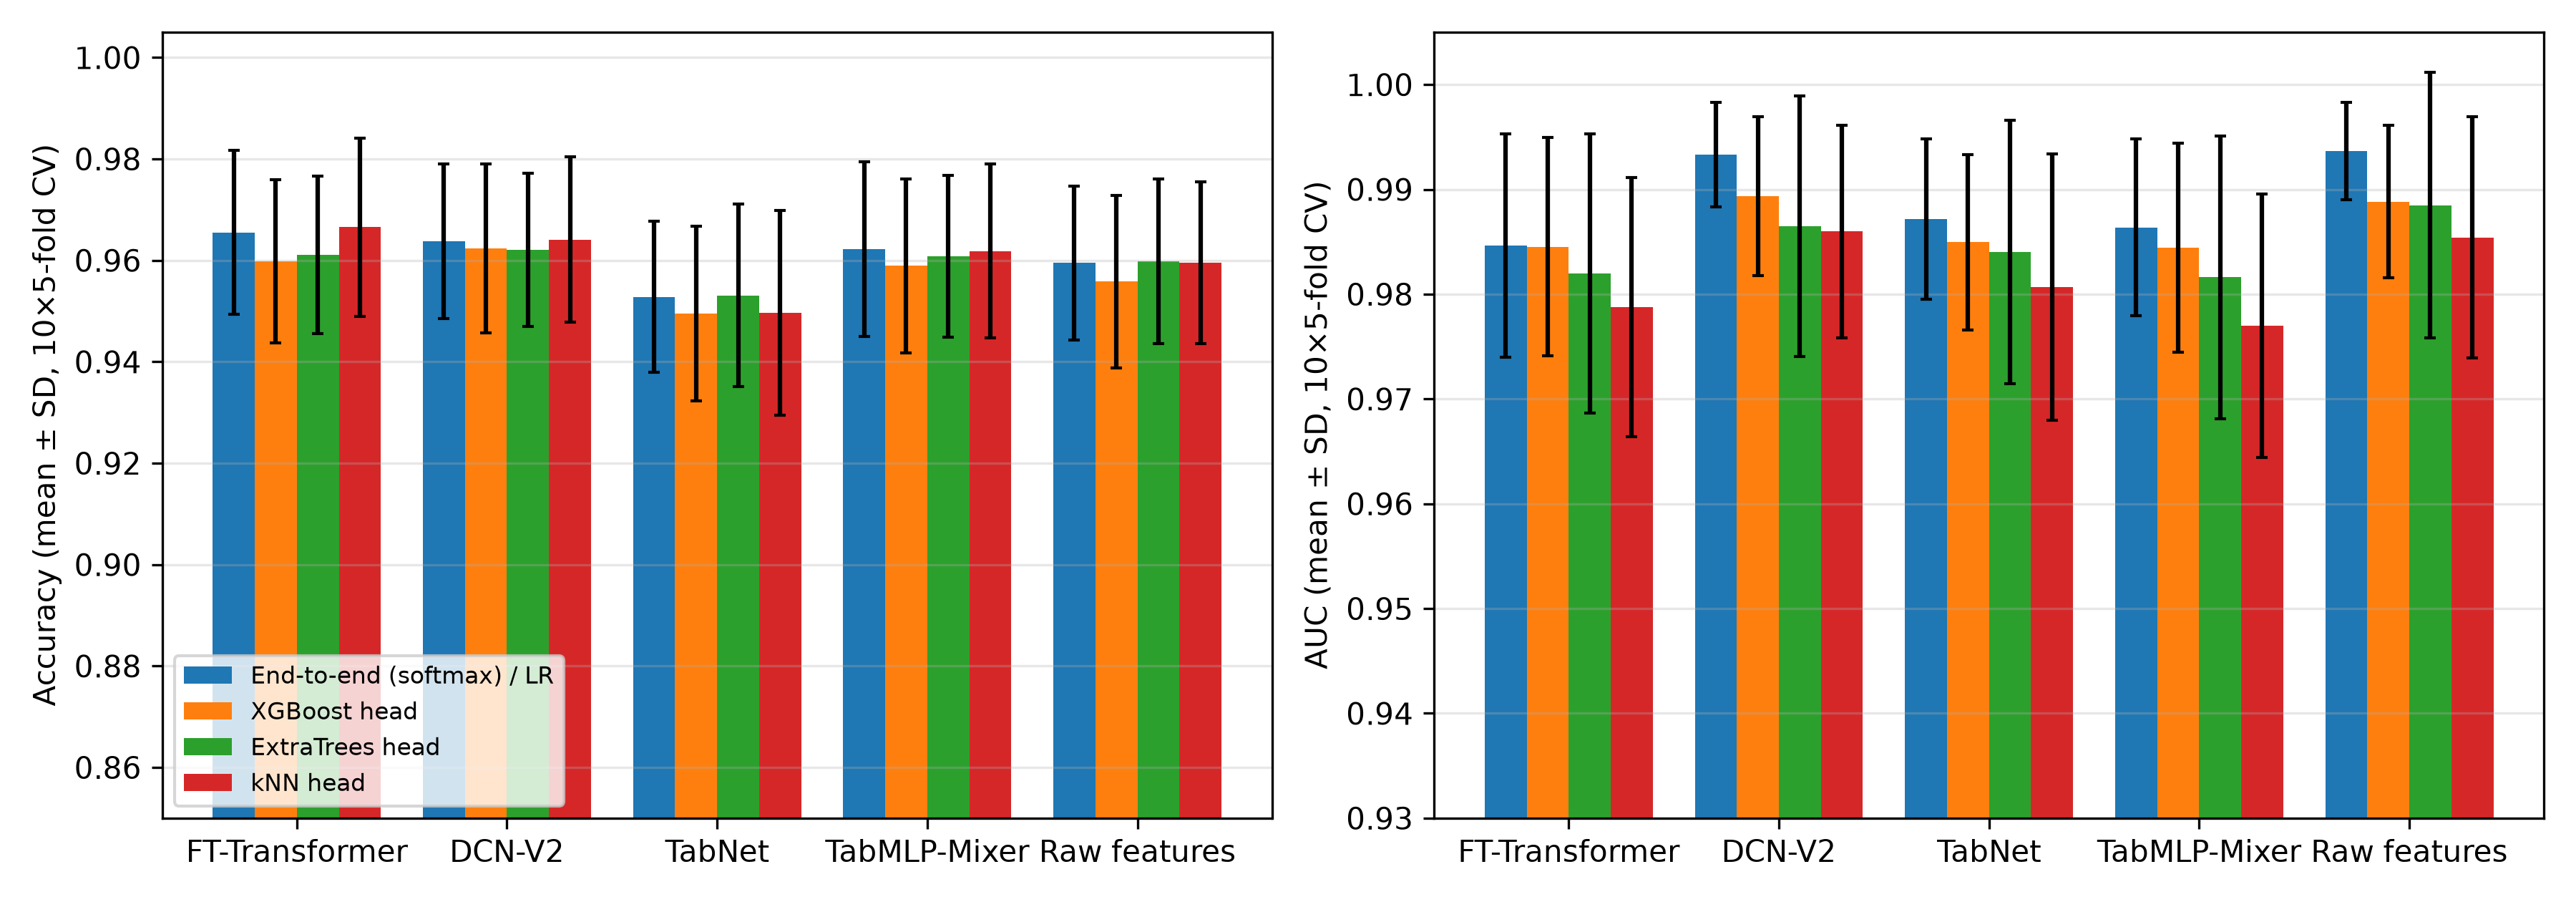 Accuracy (mean ± SD, 10×5-fold CV)
1.00
0.98
0.96
0.94
0.92
0.90
0.88
0.86
End-to-end (softmax) / LR
XGBoost head
ExtraTrees head
kNN head
FT-Transformer
DCN-V2
TabNet
TabMLP-Mixer
Raw features
AUC (mean ± SD, 10×5-fold CV)
1.00
0.99
0.98
0.97
0.96
0.95
0.94
0.93
FT-Transformer
DCN-V2
TabNet
TabMLP-Mixer
Raw features